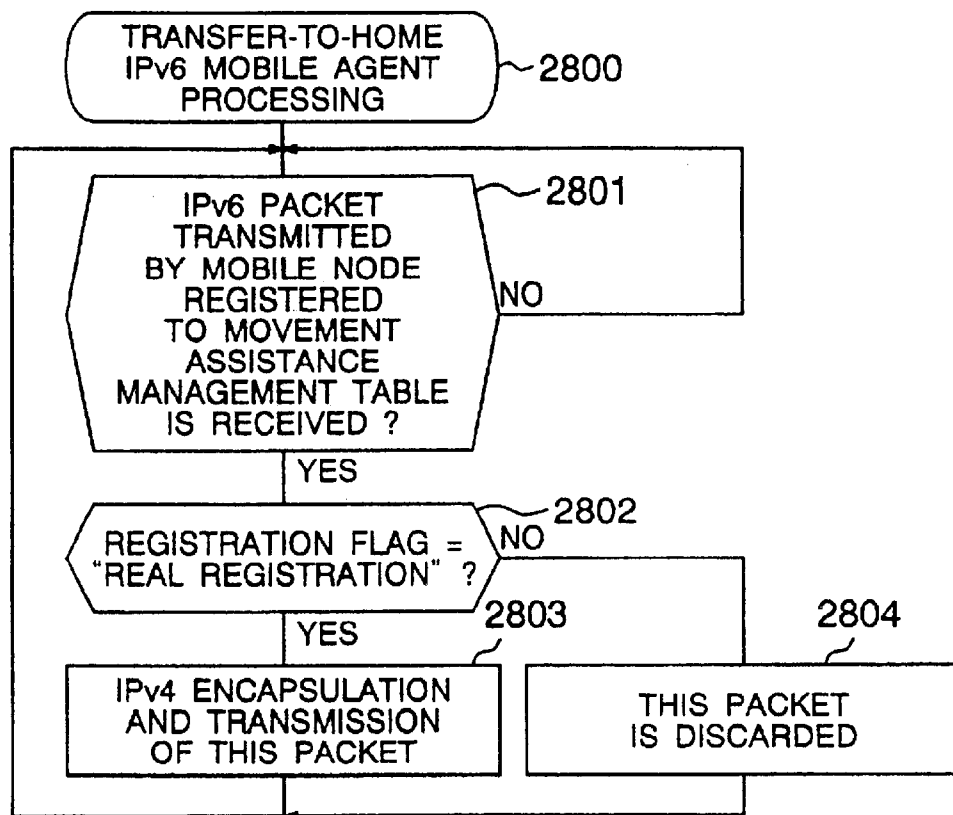 TRANSFER-TO-HOME
IPv6 MOBILE AGENT
PROCESSING
2800
IPv6 PACKET
TRANSMITTED
BY MOBILE NODE
REGISTERED
TO MOVEMENT
ASSISTANCE
MANAGEMENT TABLE
IS RECEIVED ?
2801
NO
YES
REGISTRATION FLAG =
"REAL REGISTRATION" ?
2802
NO
YES
2803
IPv4 ENCAPSULATION
AND TRANSMISSION
OF THIS PACKET
2804
THIS PACKET
IS DISCARDED